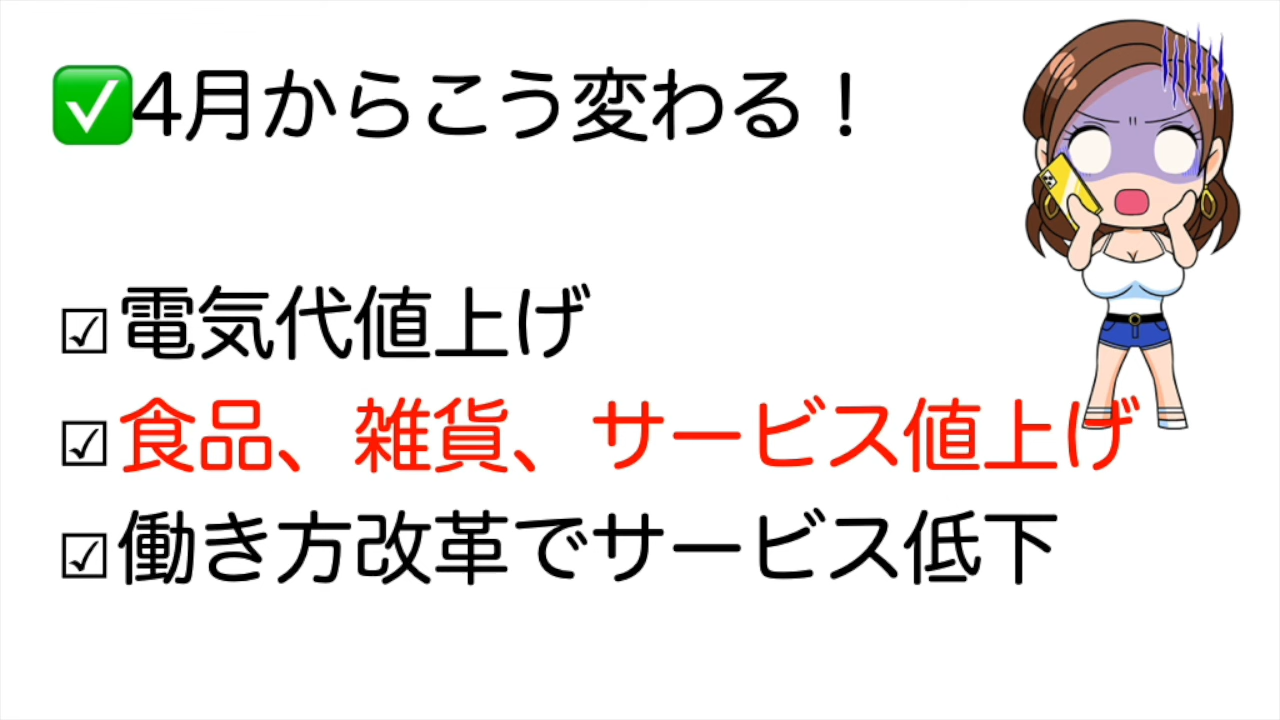 ✅4月からこう変わる！
☑電気代値上げ
☑食品、雑貨、サービス値上げ
☑働き方改革でサービス低下